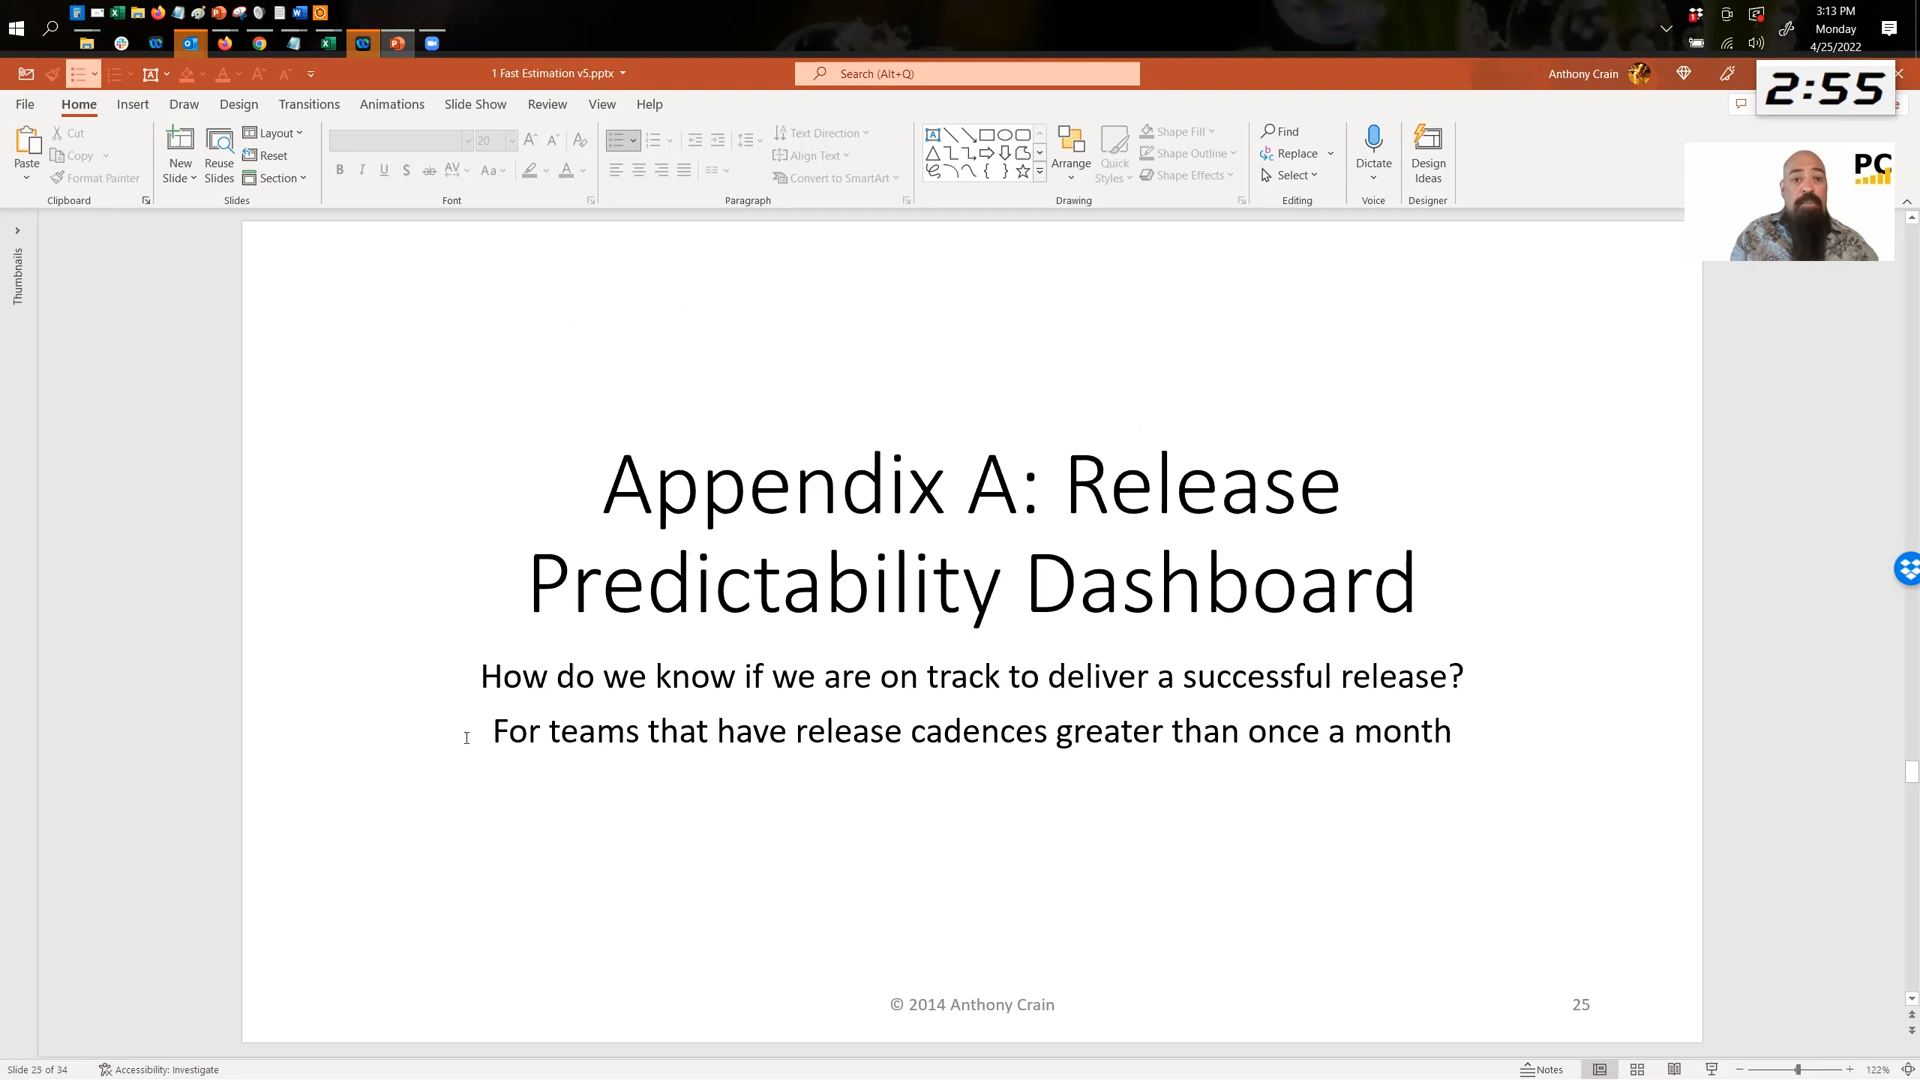 3:13 PM
Monday
4/25/2022
1 Fast Estimation v5.pptx
Search (Alt+Q)
Anthony Crain
2:55
File Home Insert Draw Design Transitions Animations Slide Show Review View Help
Paste
Cut
Copy
Format Painter
Clipboard
New Slide
Reuse Slides
Layout
Reset
Section
Slides
20
Font
Text Direction
Align Text
Convert to SmartArt
Paragraph
Arrange
Quick Styles
Shape Fill
Shape Outline
Shape Effects
Drawing
Find
Replace
Select
Editing
Dictate
Voice
Design Ideas
Designer
PC
Thumbnails
Appendix A: Release
Predictability Dashboard
How do we know if we are on track to deliver a successful release?
For teams that have release cadences greater than once a month
© 2014 Anthony Crain
25
Slide 25 of 34
Accessibility: Investigate
Notes
122%